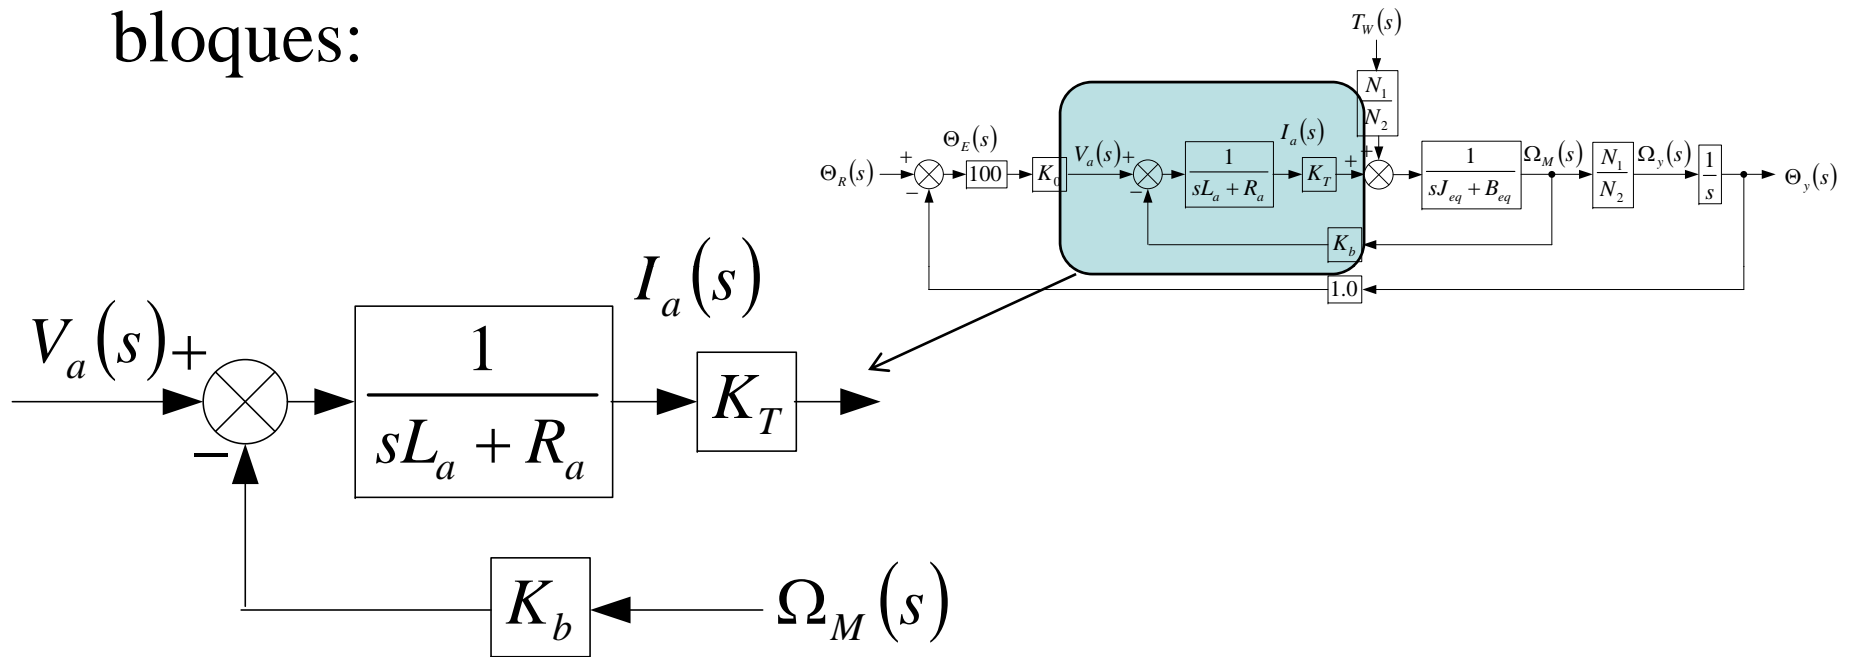 bloques:
T_W(s)
N_1
N_2
Θ_E(s)
I_a(s)
Θ_R(s)
+
−
100
K_0
V_a(s)
+
−
1
sL_a + R_a
K_T
+
+
1
sJ_eq + B_eq
Ω_M(s)
N_1
N_2
Ω_y(s)
1
s
Θ_y(s)
K_b
1.0
V_a(s)
+
−
1
sL_a + R_a
I_a(s)
K_T
K_b
Ω_M(s)